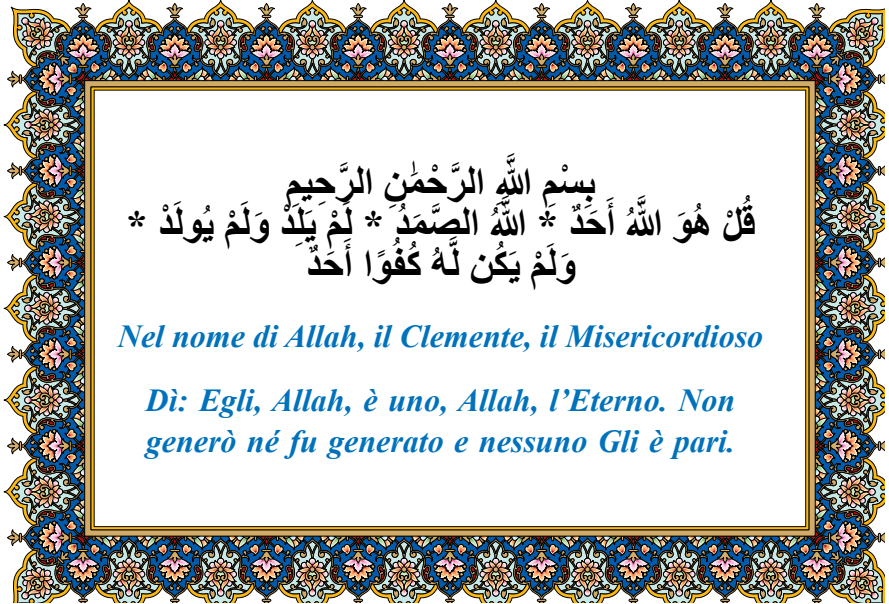 بِسْمِ اللَّهِ الرَّحْمَٰنِ الرَّحِيمِ
قُلْ هُوَ اللَّهُ أَحَدٌ * اللَّهُ الصَّمَدُ * لَمْ يَلِدْ وَلَمْ يُولَدْ *
وَلَمْ يَكُن لَّهُ كُفُوًا أَحَدٌ
Nel nome di Allah, il Clemente, il Misericordioso
Dì: Egli, Allah, è uno, Allah, l’Eterno. Non
generò né fu generato e nessuno Gli è pari.